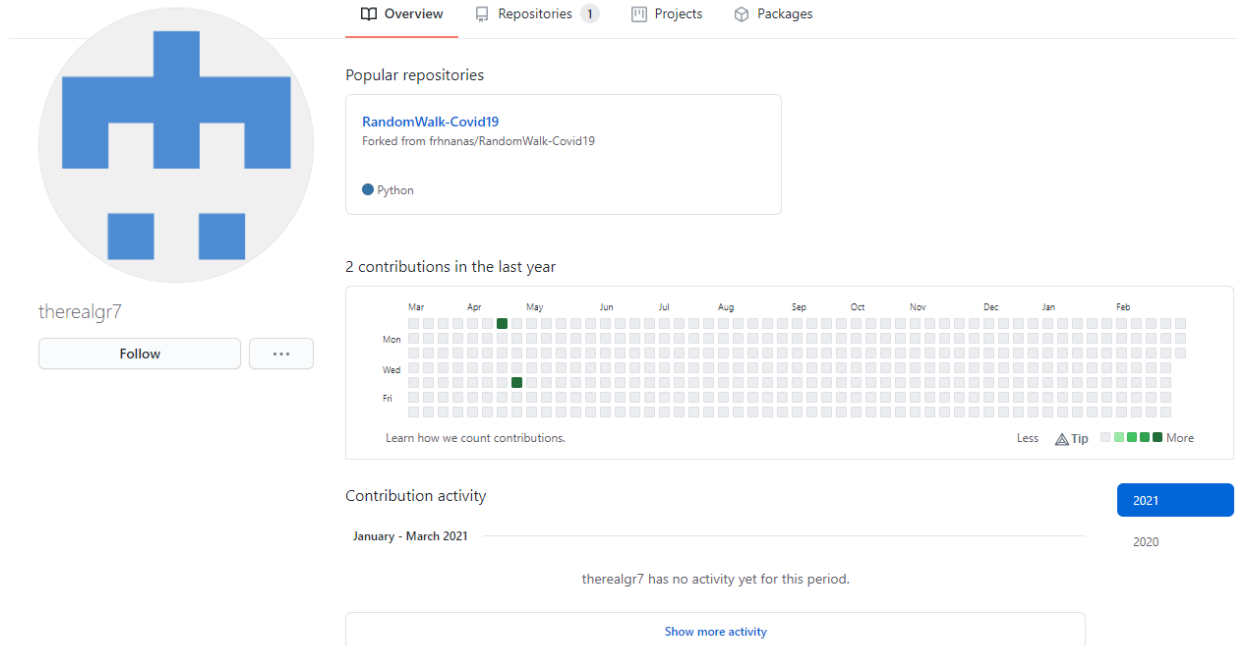 Overview Repositories 1 Projects Packages
Popular repositories
RandomWalk-Covid19
Forked from frhnanas/RandomWalk-Covid19
Python
2 contributions in the last year
therealgr7
Follow ...
Mar Apr May Jun Jul Aug Sep Oct Nov Dec Jan Feb
Mon
Wed
Fri
Learn how we count contributions. Less Tip More
Contribution activity
2021
2020
January - March 2021
therealgr7 has no activity yet for this period.
Show more activity